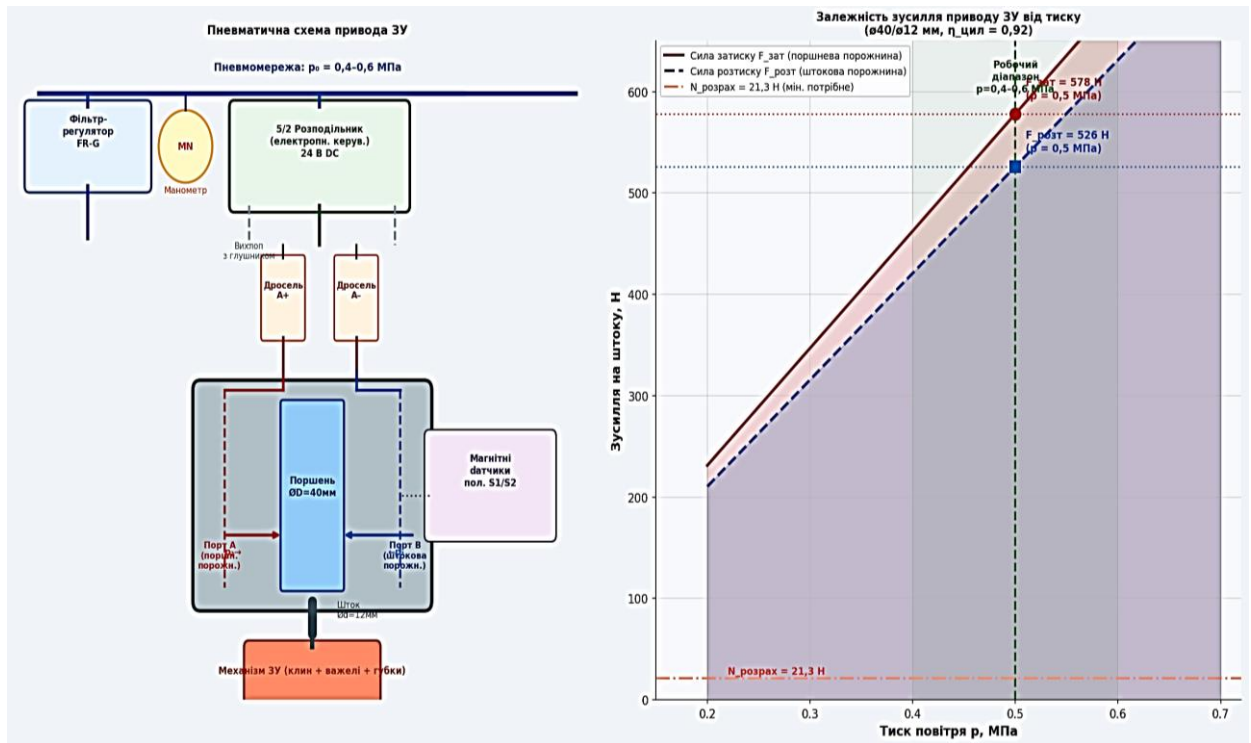 Пневматична схема привода ЗУ
Пневмомережа: p₀ = 0,4–0,6 МПа
Фільтр-
регулятор
FR-G
MN
Манометр
5/2 Розподільник
(електропн. керув.)
24 В DC
Вихлоп
з глушником
Дросель
А+
Дросель
А–
Поршень
ØD=40мм
Магнітні
датчики
пол. S1/S2
Порт А
(поршн.
порожн.)
Порт В
(штокова
порожн.)
Шток
Ød=12мм
Механізм ЗУ (клин + важелі + губки)
Залежність зусилля приводу ЗУ від тиску
(ø40/ø12 мм, η_цил = 0,92)
Сила затиску F_зат (поршнева порожнина)
Сила розтиску F_розт (штокова порожнина)
N_розрах = 21,3 Н (мін. потрібне)
Робочий
діапазон
p=0,4–0,6 МПа
F_зат = 578 Н
(p = 0,5 МПа)
F_розт = 526 Н
(p = 0,5 МПа)
N_розрах = 21,3 Н
Зусилля на штоку, Н
600
500
400
300
200
100
0
0.2
0.3
0.4
0.5
0.6
0.7
Тиск повітря p, МПа